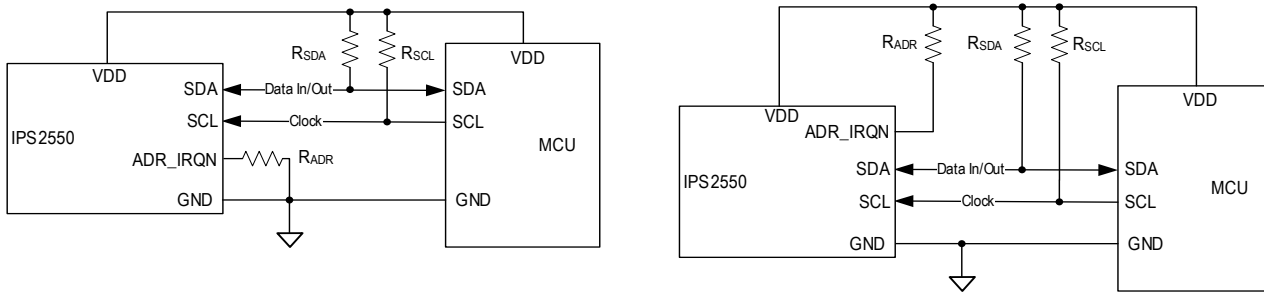 RSDA
RSCL
VDD
VDD
SDA
Data In/Out
SDA
SCL
Clock
SCL
IPS2550
MCU
ADR_IRQN
RADR
GND
GND
RADR
RSDA
RSCL
VDD
VDD
ADR_IRQN
SDA
Data In/Out
SDA
IPS2550
MCU
SCL
Clock
SCL
GND
GND